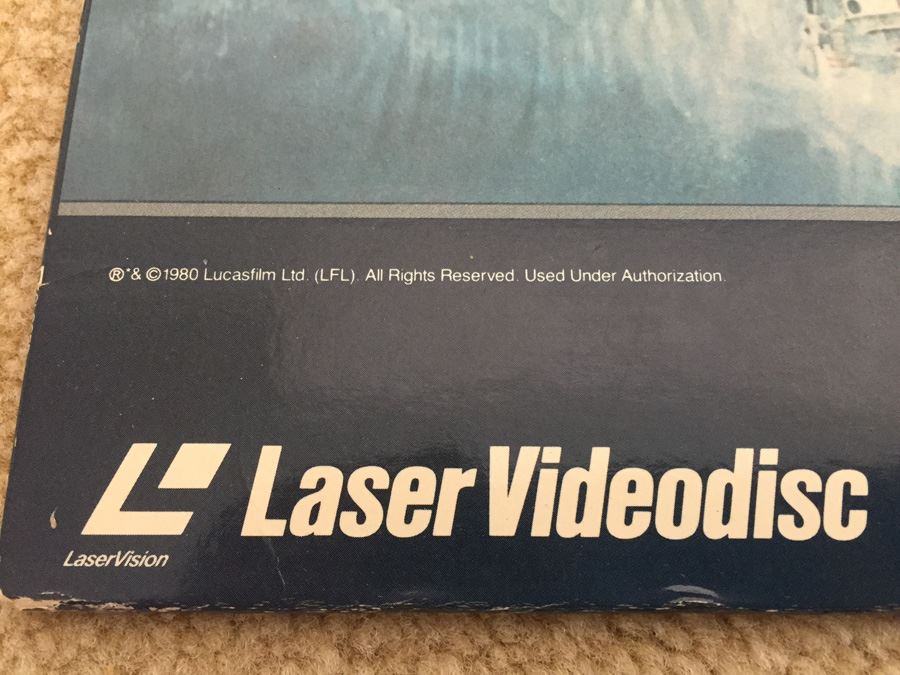 ®*& ©1980 Lucasfilm Ltd. (LFL). All Rights Reserved. Used Under Authorization.
Laser Videodisc
LaserVision